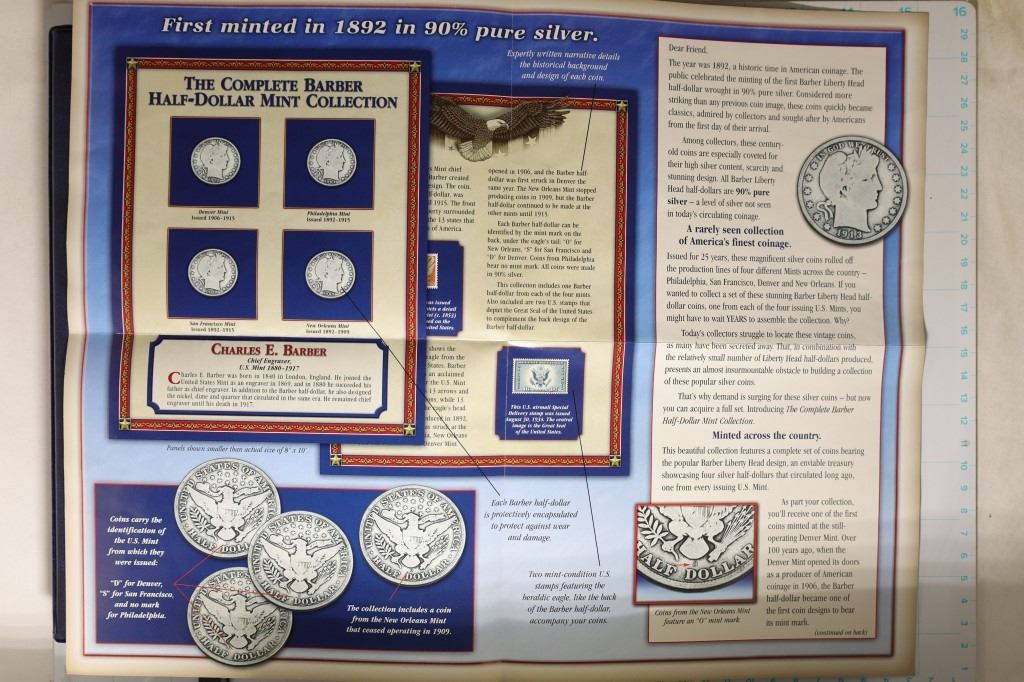 First minted in 1892 in 90% pure silver.
THE COMPLETE BARBER
HALF-DOLLAR MINT COLLECTION
Denver Mint
Issued 1906-1915
Philadelphia Mint
Issued 1892-1915
San Francisco Mint
Issued 1892-1915
New Orleans Mint
Issued 1892-1909
CHARLES E. BARBER
Chief Engraver,
U.S. Mint 1880-1917
Charles E. Barber was born in 1840 in London, England. He joined the
United States Mint as an engraver in 1869, and in 1880 he succeeded his
father as chief engraver. In addition to the Barber half-dollar, he also designed
the nickel, dime and quarter that circulated in the same era. He remained chief
engraver until his death in 1917.
Panels shown smaller than actual size of 8" x 10".
Expertly written narrative details
the historical background
and design of each coin.
Mint chief
Barber created
sign. The coin,
lf-dollar, was
1915. The front
berty surrounded
the 13 states that
of America.
opened in 1906, and the Barber half-
dollar was first struck in Denver the
same year. The New Orleans Mint stopped
producing coins in 1909, but the Barber
half-dollar continued to be made at the
other mints until 1915.
Each Barber half-dollar can be
identified by the mint mark on the
back, under the eagle's tail: "O" for
New Orleans, "S" for San Francisco and
"D" for Denver. Coins from Philadelphia
bear no mint mark. All coins were made
in 90% silver.
This collection includes one Barber
half-dollar from each of the four mints.
Also included are two U.S. stamps that
depict the Great Seal of the United States
to complement the back design of the
Barber half-dollar.
This U.S. airmail Special
Delivery stamp was issued
August 30, 1934. The central
image is the Great Seal
of the United States.
Each Barber half-dollar
is protectively encapsulated
to protect against wear
and damage.
Two mint-condition U.S.
stamps featuring the
heraldic eagle, like the back
of the Barber half-dollar,
accompany your coins.
Coins carry the
identification of
the U.S. Mint
from which they
were issued:
"D" for Denver,
"S" for San Francisco,
and no mark
for Philadelphia.
The collection includes a coin
from the New Orleans Mint
that ceased operating in 1909.
Dear Friend,
The year was 1892, a historic time in American coinage. The
public celebrated the minting of the first Barber Liberty Head
half-dollar wrought in 90% pure silver. Considered more
striking than any previous coin image, these coins quickly became
classics, admired by collectors and sought-after by Americans
from the first day of their arrival.
Among collectors, these century-
old coins are especially coveted for
their high silver content, scarcity and
stunning design. All Barber Liberty
Head half-dollars are 90% pure
silver – a level of silver not seen
in today's circulating coinage.
A rarely seen collection
of America's finest coinage.
Issued for 25 years, these magnificent silver coins rolled off
the production lines of four different Mints across the country –
Philadelphia, San Francisco, Denver and New Orleans. If you
wanted to collect a set of these stunning Barber Liberty Head half-
dollar coins, one from each of the four issuing U.S. Mints, you
might have to wait YEARS to assemble the collection. Why?
Today's collectors struggle to locate these vintage coins,
as many have been secreted away. That, in combination with
the relatively small number of Liberty Head half-dollars produced,
presents an almost insurmountable obstacle to building a collection
of these popular silver coins.
That's why demand is surging for these silver coins – but now
you can acquire a full set. Introducing The Complete Barber
Half-Dollar Mint Collection.
Minted across the country.
This beautiful collection features a complete set of coins bearing
the popular Barber Liberty Head design, an enviable treasury
showcasing four silver half-dollars that circulated long ago,
one from every issuing U.S. Mint.
As part your collection,
you'll receive one of the first
coins minted at the still-
operating Denver Mint. Over
100 years ago, when the
Denver Mint opened its doors
as a producer of American
coinage in 1906, the Barber
half-dollar became one of
the first coin designs to bear
its mint mark.
(continued on back)
HALF DOLLAR
Coins from the New Orleans Mint
feature an "O" mint mark.